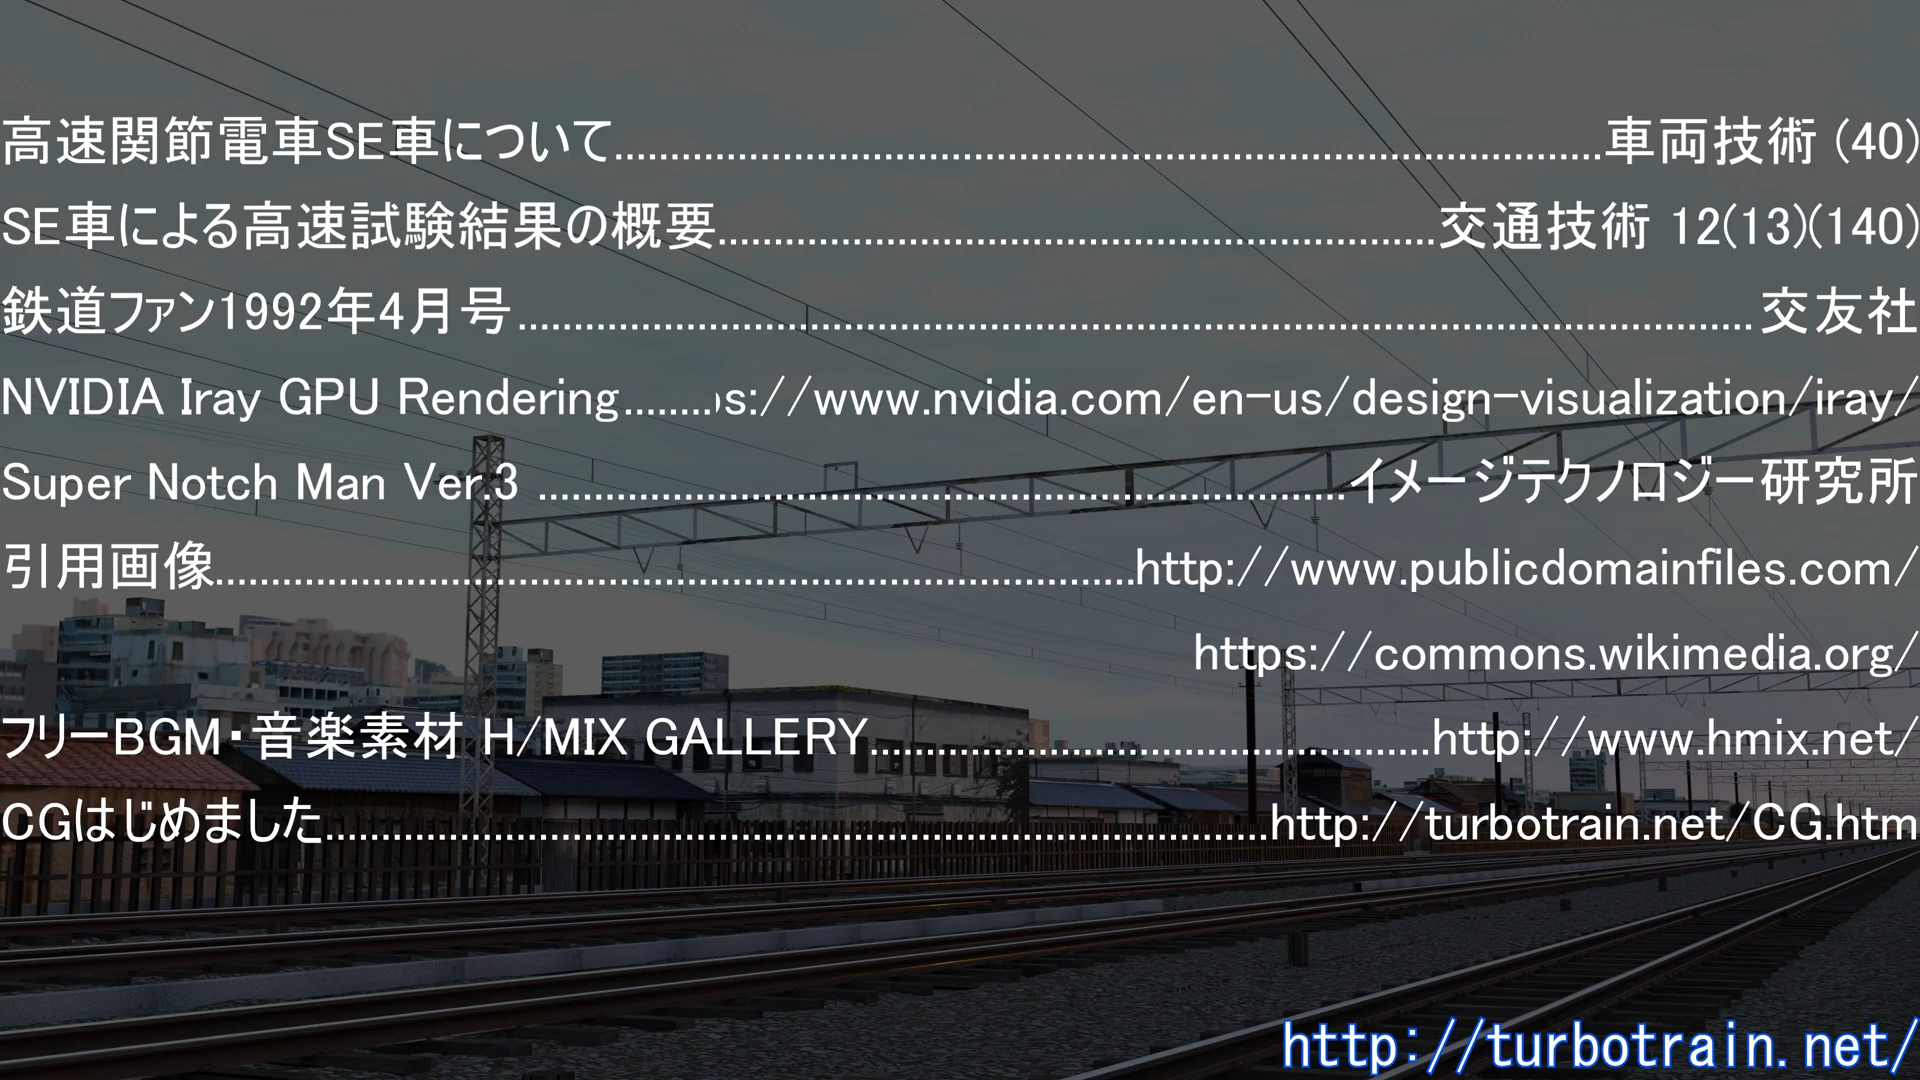 高速関節電車SE車について......................................................................................車両技術 (40)
SE車による高速試験結果の概要...............................................................交通技術 12(13)(140)
鉄道ファン1992年4月号............................................................................................................交友社
NVIDIA Iray GPU Rendering........s://www.nvidia.com/en-us/design-visualization/iray/
Super Notch Man Ver.3 .......................................................................イメージテクノロジー研究所
引用画像.................................................................................http://www.publicdomainfiles.com/
https://commons.wikimedia.org/
フリーBGM・音楽素材 H/MIX GALLERY.................................................http://www.hmix.net/
CGはじめました...................................................................................http://turbotrain.net/CG.htm
http://turbotrain.net/